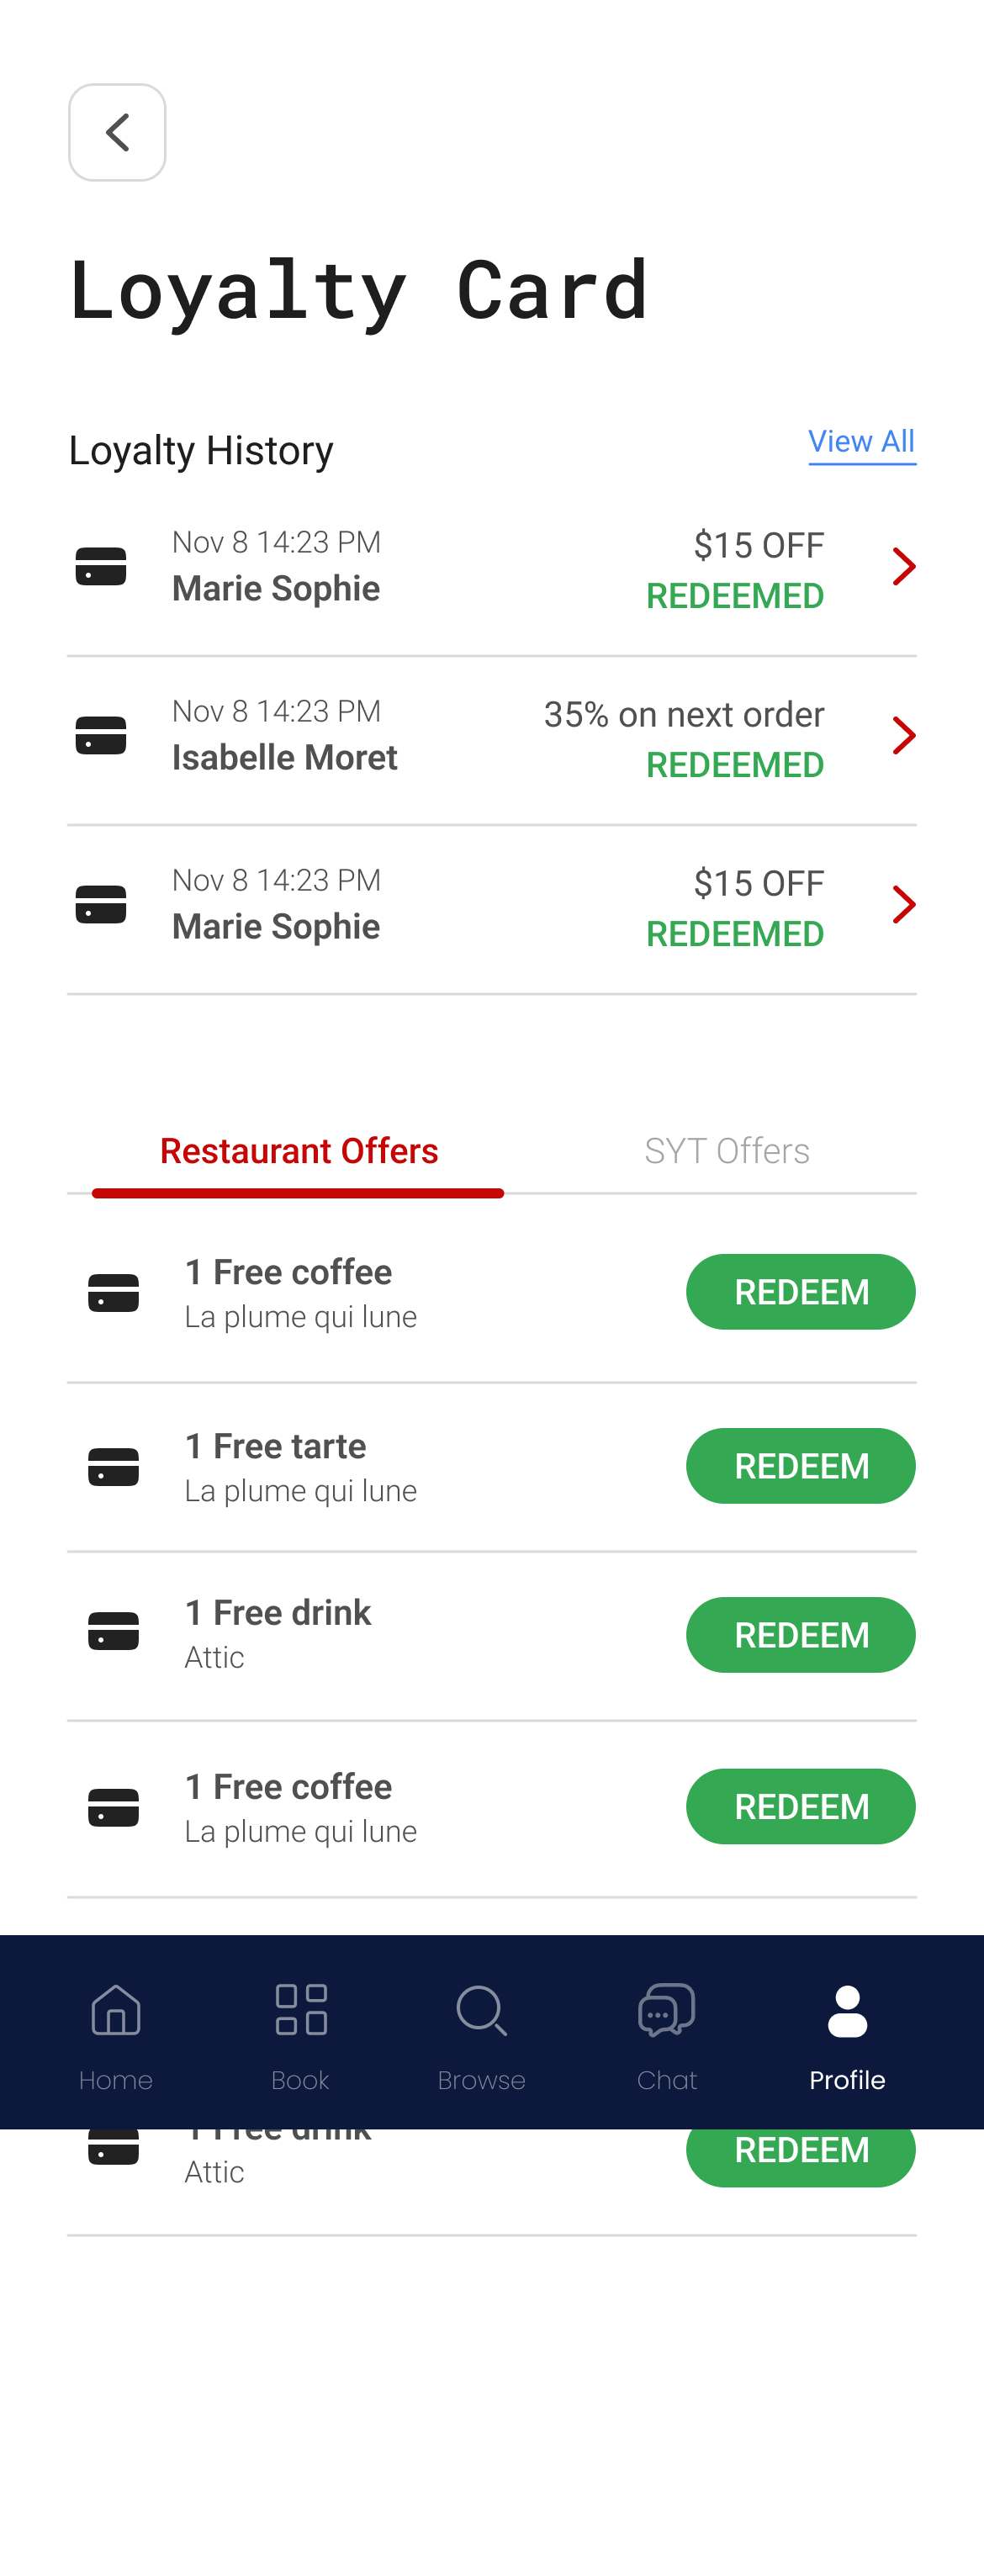 Loyalty Card
Loyalty History
View All
Nov 8 14:23 PM
Marie Sophie
$15 OFF
REDEEMED
Nov 8 14:23 PM
Isabelle Moret
35% on next order
REDEEMED
Nov 8 14:23 PM
Marie Sophie
$15 OFF
REDEEMED
Restaurant Offers
SYT Offers
1 Free coffee
La plume qui lune
REDEEM
1 Free tarte
La plume qui lune
REDEEM
1 Free drink
Attic
REDEEM
1 Free coffee
La plume qui lune
REDEEM
Home
Book
Browse
Chat
Profile
1 Free drink
Attic
REDEEM